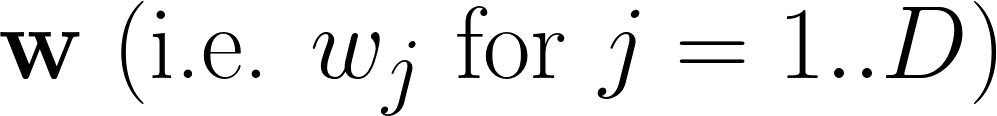 w (i.e. w_j for j = 1..D)